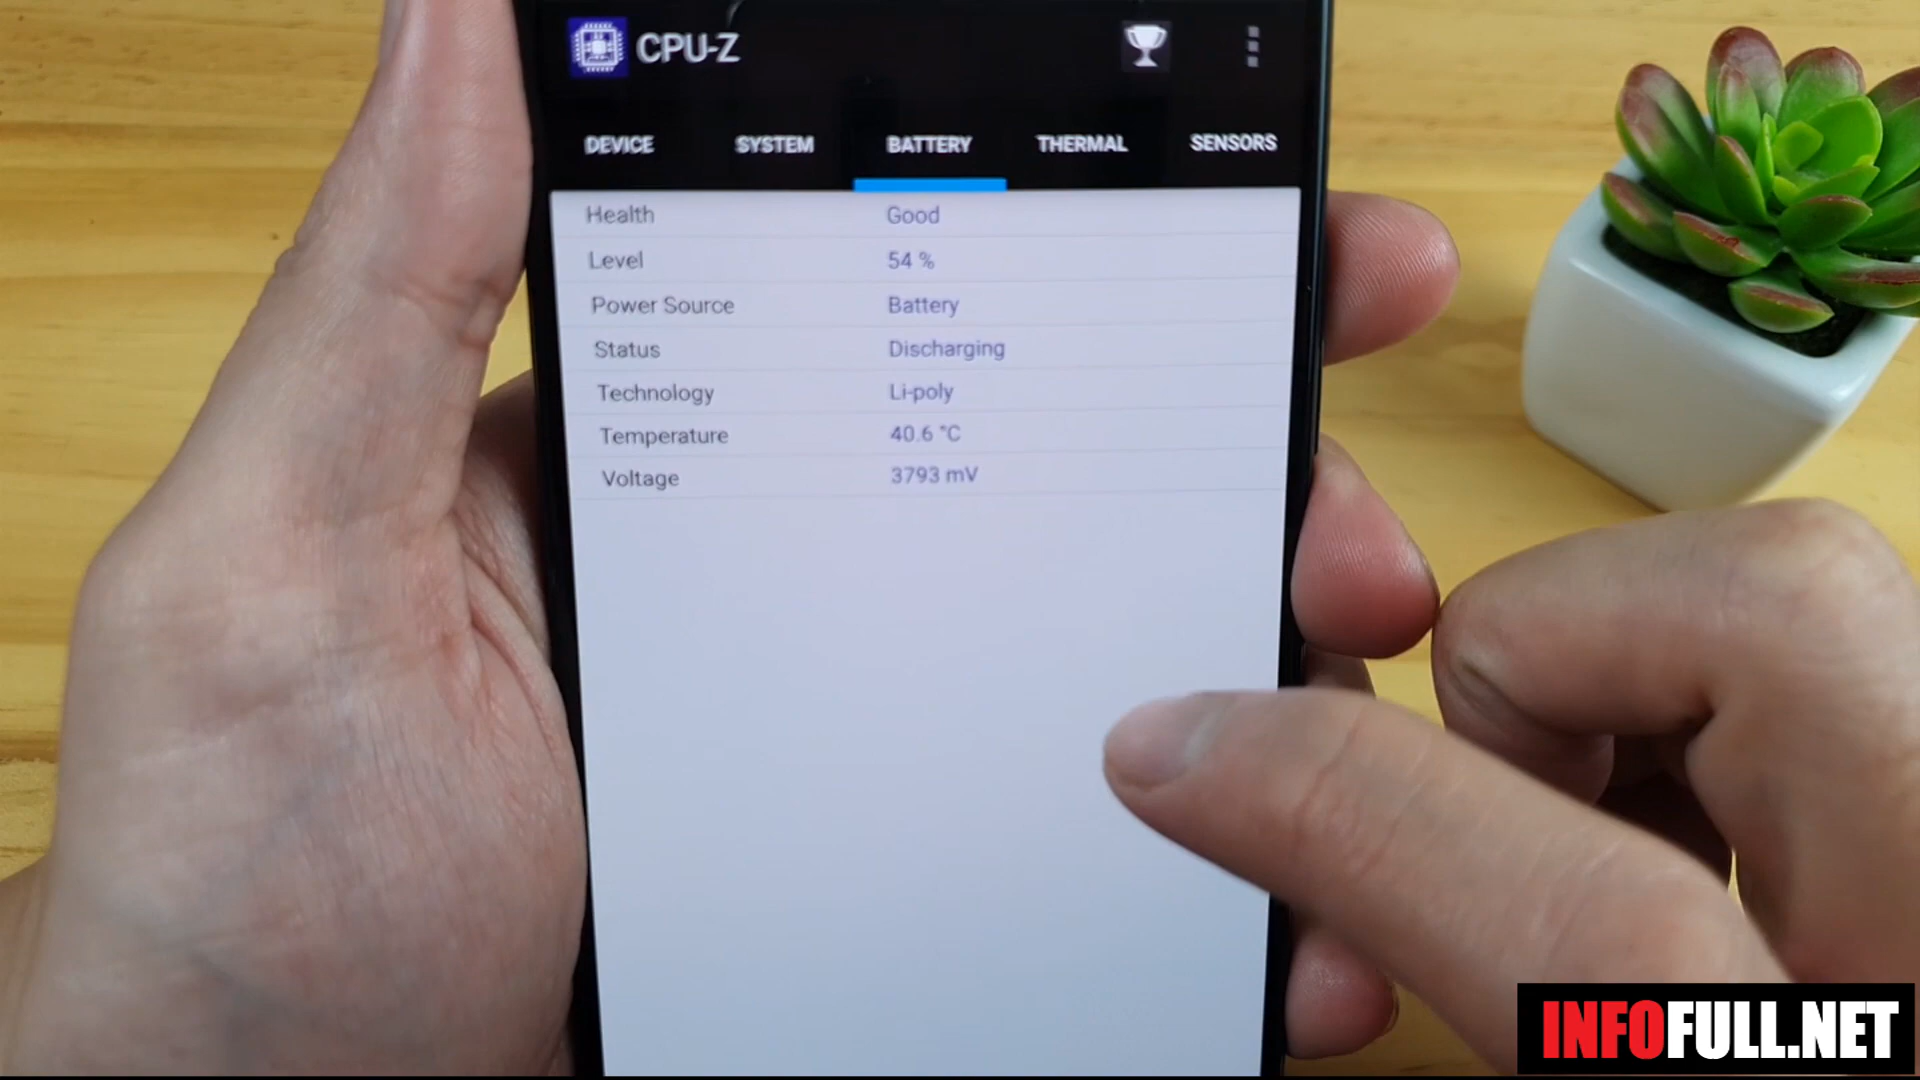 CPU-Z
DEVICE SYSTEM BATTERY THERMAL SENSORS
Health Good
Level 54 %
Power Source Battery
Status Discharging
Technology Li-poly
Temperature 40.6 °C
Voltage 3793 mV
INFOFULL.NET